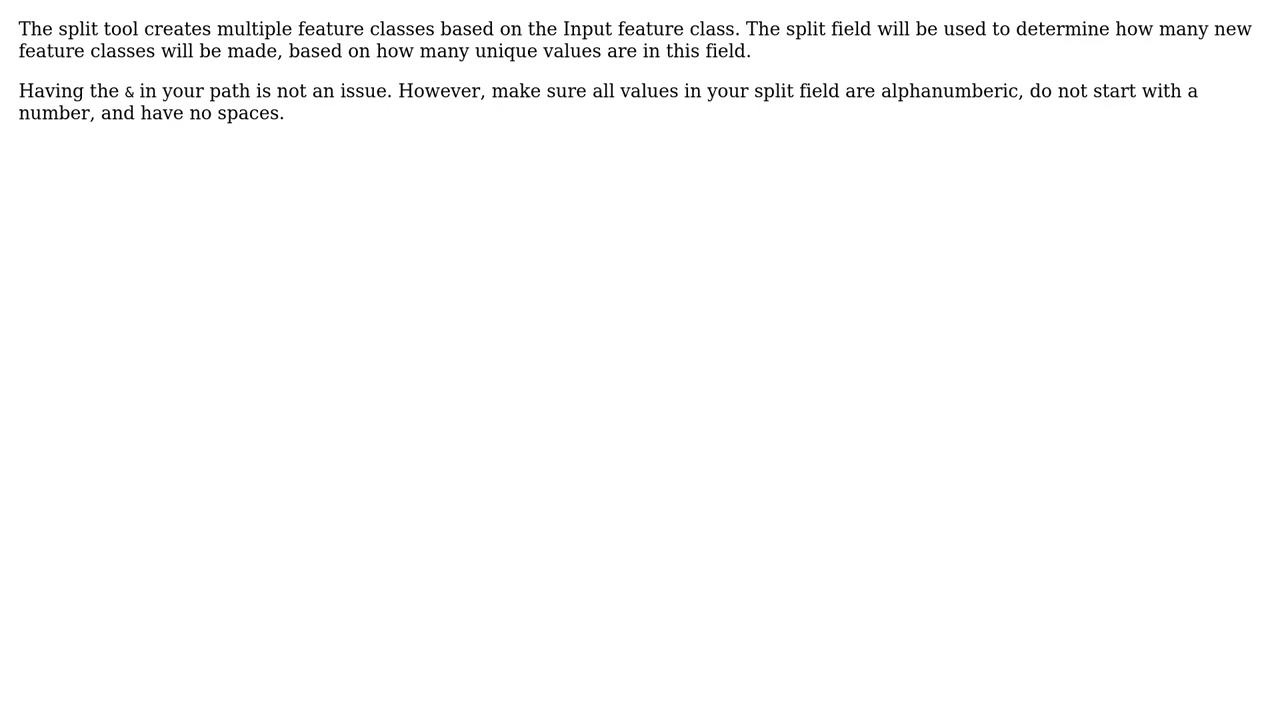 The split tool creates multiple feature classes based on the Input feature class. The split field will be used to determine how many new
feature classes will be made, based on how many unique values are in this field.
Having the & in your path is not an issue. However, make sure all values in your split field are alphanumberic, do not start with a
number, and have no spaces.